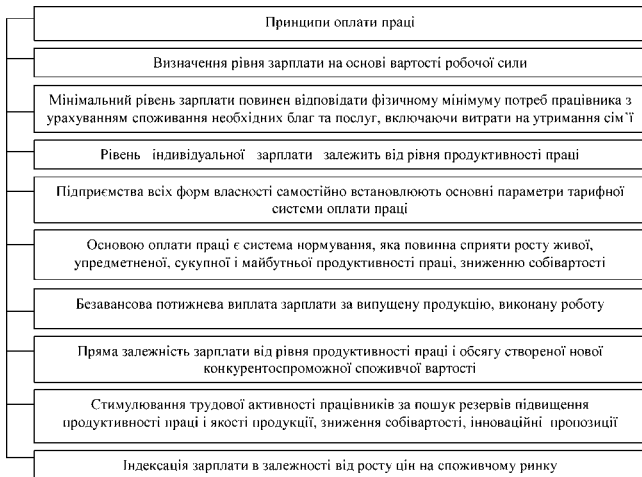 Принципи оплати праці
Визначення рівня зарплати на основі вартості робочої сили
Мінімальний рівень зарплати повинен відповідати фізичному мінімуму потреб працівника з
урахуванням споживання необхідних благ та послуг, включаючи витрати на утримання сім’ї
Рівень індивідуальної зарплати залежить від рівня продуктивності праці
Підприємства всіх форм власності самостійно встановлюють основні параметри тарифної
системи оплати праці
Основою оплати праці є система нормування, яка повинна сприяти росту живої,
упредметненої, сукупної і майбутньої продуктивності праці, зниженню собівартості
Безавансова потижнева виплата зарплати за випущену продукцію, виконану роботу
Пряма залежність зарплати від рівня продуктивності праці і обсягу створеної нової
конкурентоспроможної споживчої вартості
Стимулювання трудової активності працівників за пошук резервів підвищення
продуктивності праці і якості продукції, зниження собівартості, інноваційні пропозиції
Індексація зарплати в залежності від росту цін на споживчому ринку